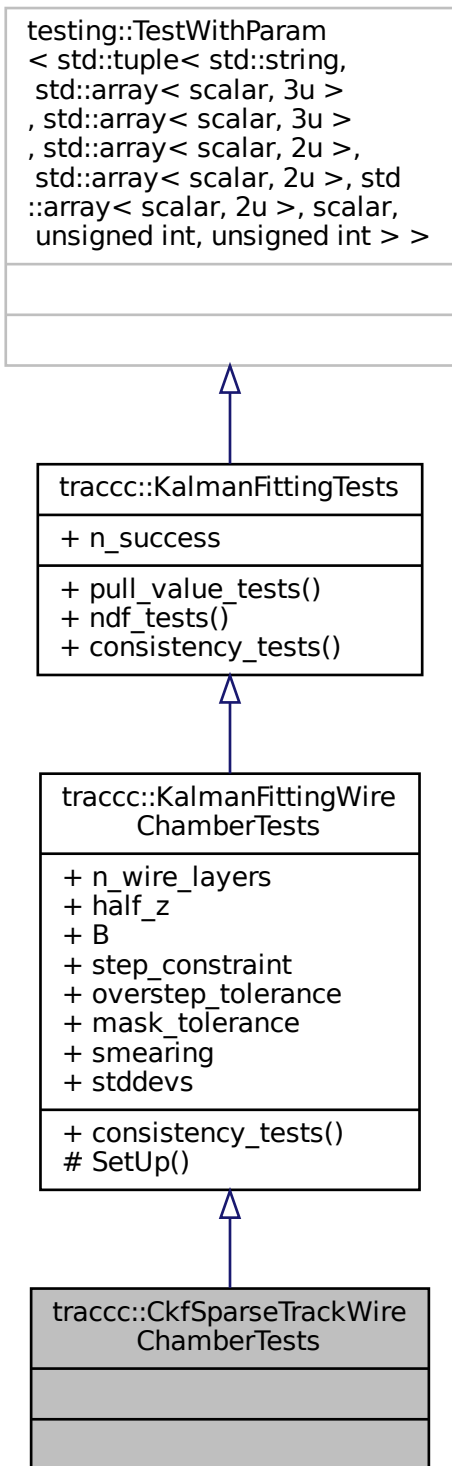 testing::TestWithParam
< std::tuple< std::string,
std::array< scalar, 3u >
, std::array< scalar, 3u >
, std::array< scalar, 2u >,
std::array< scalar, 2u >, std
::array< scalar, 2u >, scalar,
unsigned int, unsigned int > >
traccc::KalmanFittingTests
+ n_success
+ pull_value_tests()
+ ndf_tests()
+ consistency_tests()
traccc::KalmanFittingWire
ChamberTests
+ n_wire_layers
+ half_z
+ B
+ step_constraint
+ overstep_tolerance
+ mask_tolerance
+ smearing
+ stddevs
+ consistency_tests()
# SetUp()
traccc::CkfSparseTrackWire
ChamberTests